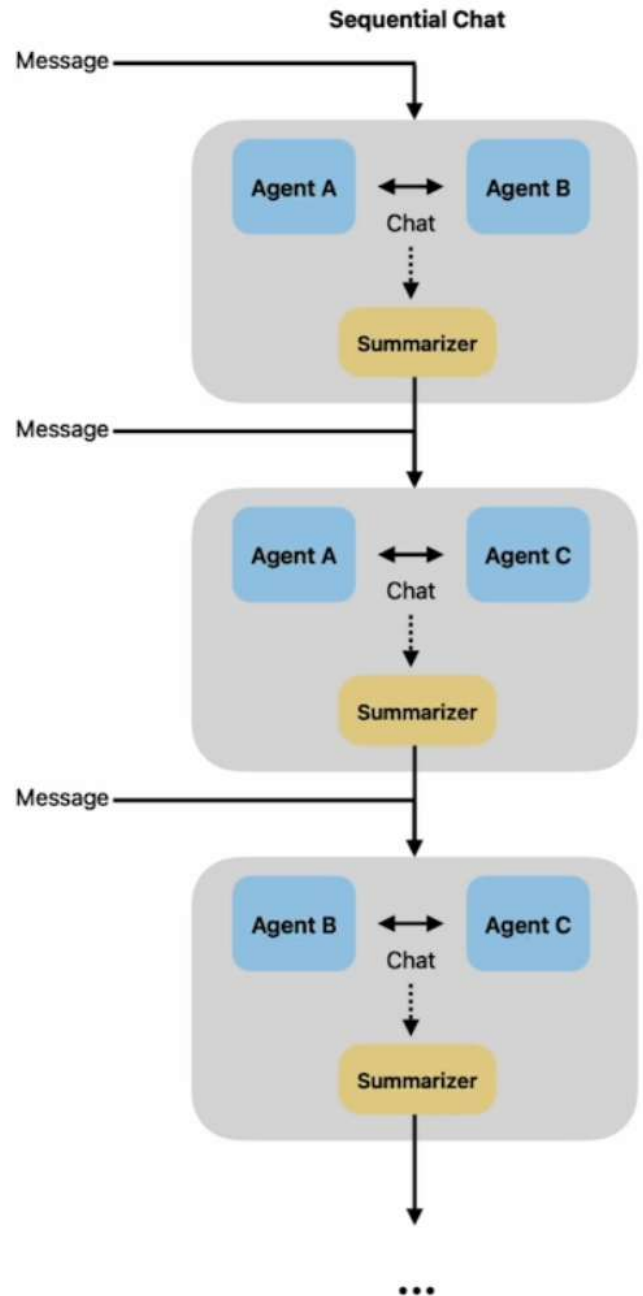 Sequential Chat
Message
Agent A
Agent B
Chat
Summarizer
Message
Agent A
Agent C
Chat
Summarizer
Message
Agent B
Agent C
Chat
Summarizer
...